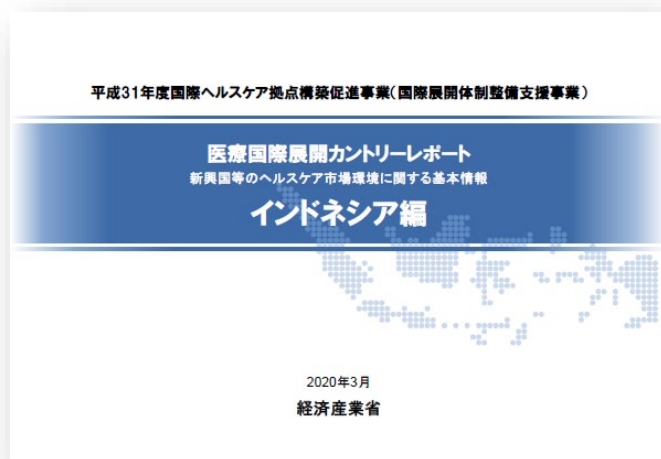 平成31年度国際ヘルスケア拠点構築促進事業（国際展開体制整備支援事業）
医療国際展開カントリーレポート
新興国等のヘルスケア市場環境に関する基本情報
インドネシア編
2020年3月
経済産業省